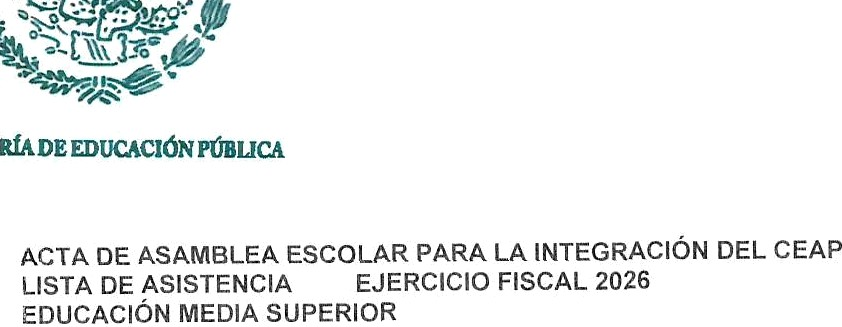 RÍA DE EDUCACIÓN PÚBLICA
ACTA DE ASAMBLEA ESCOLAR PARA LA INTEGRACIÓN DEL CEAP
LISTA DE ASISTENCIA EJERCICIO FISCAL 2026
EDUCACIÓN MEDIA SUPERIOR